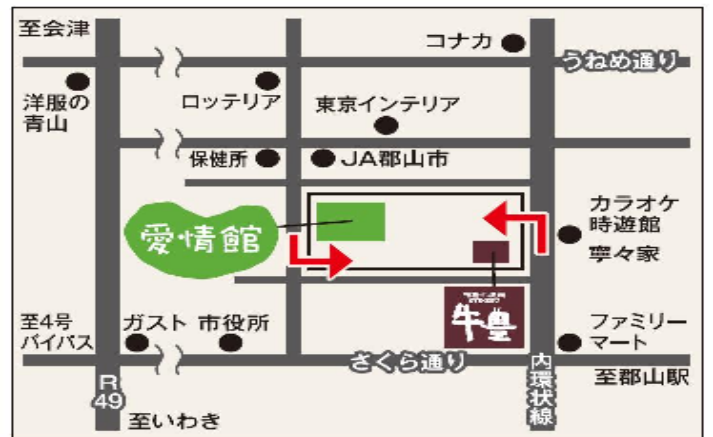 至会津
コナカ
うねめ通り
洋服の
青山
ロッテリア
東京インテリア
保健所
JA郡山市
カラオケ
時遊館
寧々家
愛情館
牛豊
至4号
バイパス
ガスト
市役所
ファミリー
マート
さくら通り
内環状線
至郡山駅
R
49
至いわき